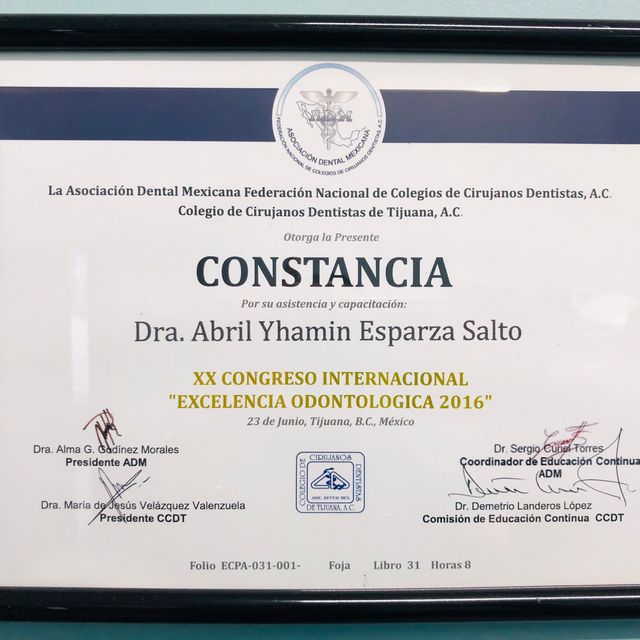 ADM
ASOCIACIÓN DENTAL MEXICANA
FEDERACIÓN NACIONAL DE COLEGIOS DE CIRUJANOS DENTISTAS, A.C.
La Asociación Dental Mexicana Federación Nacional de Colegios de Cirujanos Dentistas, A.C.
Colegio de Cirujanos Dentistas de Tijuana, A.C.
Otorga la Presente
CONSTANCIA
Por su asistencia y capacitación:
Dra. Abril Yhamin Esparza Salto
XX CONGRESO INTERNACIONAL
"EXCELENCIA ODONTOLOGICA 2016"
23 de Junio, Tijuana, B.C., México
Dra. Alma G. Godínez Morales
Presidente ADM
Dr. Sergio Curiel Torres
Coordinador de Educación Continua
ADM
Dra. María de Jesús Velázquez Valenzuela
Presidente CCDT
COLEGIO DE CIRUJANOS DENTISTAS DE TIJUANA, A.C.
ASOC. DENTAL MEX.
Dr. Demetrio Landeros López
Comisión de Educación Continua CCDT
Folio ECPA-031-001- Foja Libro 31 Horas 8